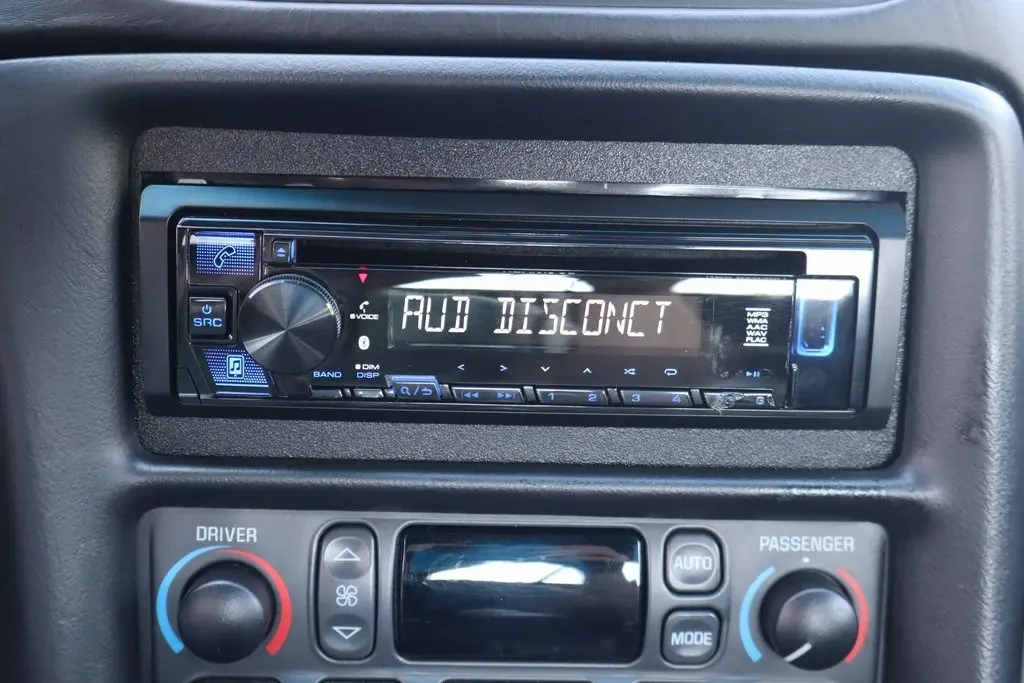 SRC
VOICE
AUD DISCONCT
MP3
WMA
AAC
WAV
FLAC
DIM
BAND
DISP
1 2
3 4
6
DRIVER
AUTO
MODE
PASSENGER